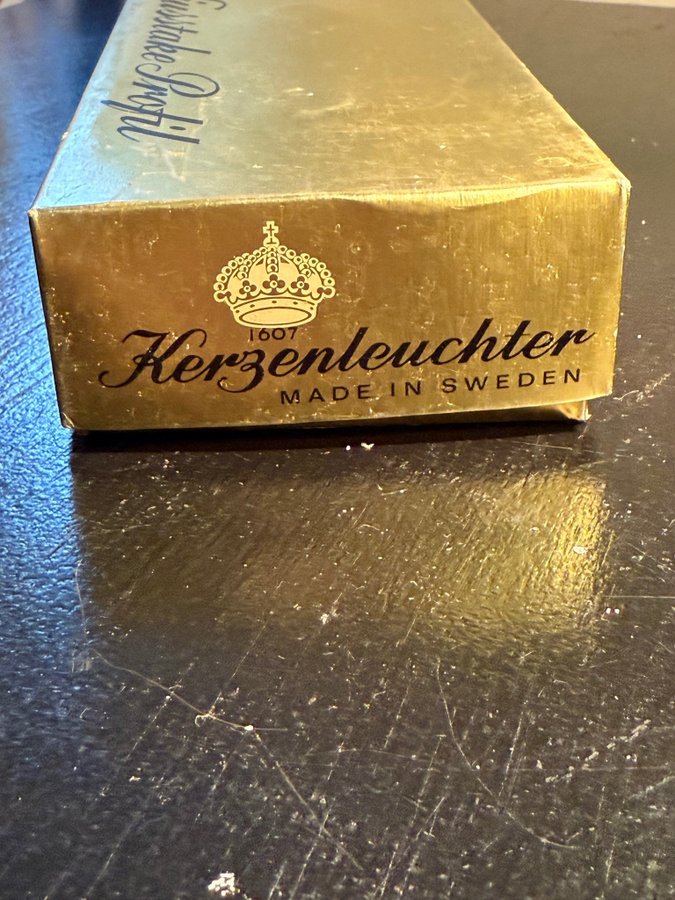 Profil
1607
Kerzenleuchter
MADE IN SWEDEN